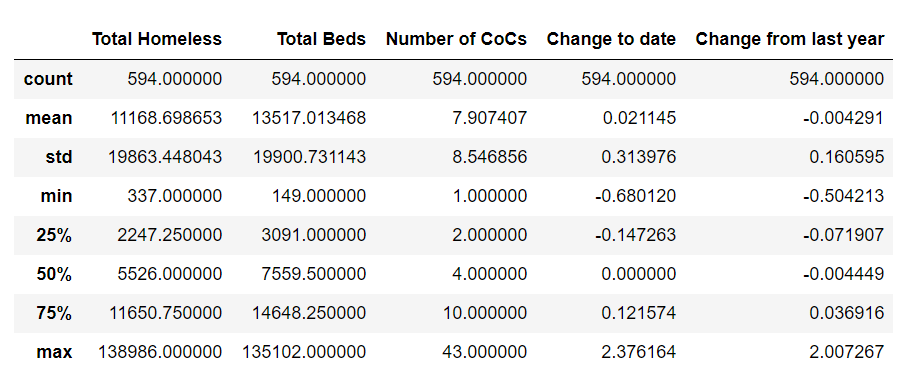 Total Homeless Total Beds Number of CoCs Change to date Change from last year
count 594.000000 594.000000 594.000000 594.000000 594.000000
mean 11168.698653 13517.013468 7.907407 0.021145 -0.004291
std 19863.448043 19900.731143 8.546856 0.313976 0.160595
min 337.000000 149.000000 1.000000 -0.680120 -0.504213
25% 2247.250000 3091.000000 2.000000 -0.147263 -0.071907
50% 5526.000000 7559.500000 4.000000 0.000000 -0.004449
75% 11650.750000 14648.250000 10.000000 0.121574 0.036916
max 138986.000000 135102.000000 43.000000 2.376164 2.007267